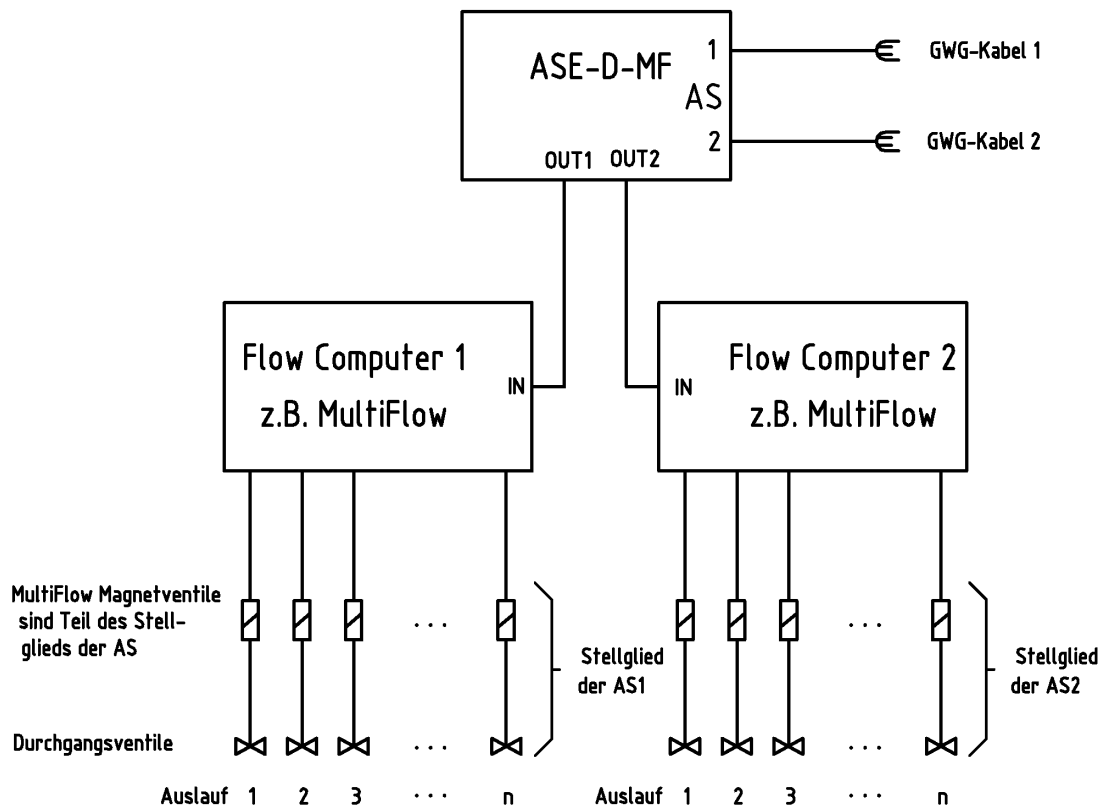 ASE-D-MF
1
AS
2
OUT1 OUT2
GWG-Kabel 1
GWG-Kabel 2
Flow Computer 1
z.B. MultiFlow
IN
Flow Computer 2
z.B. MultiFlow
IN
MultiFlow Magnetventile
sind Teil des Stell-
glieds der AS
...
Stellglied
der AS1
...
Stellglied
der AS2
Durchgangsventile
...
...
Auslauf 1 2 3 ... n
Auslauf 1 2 3 ... n